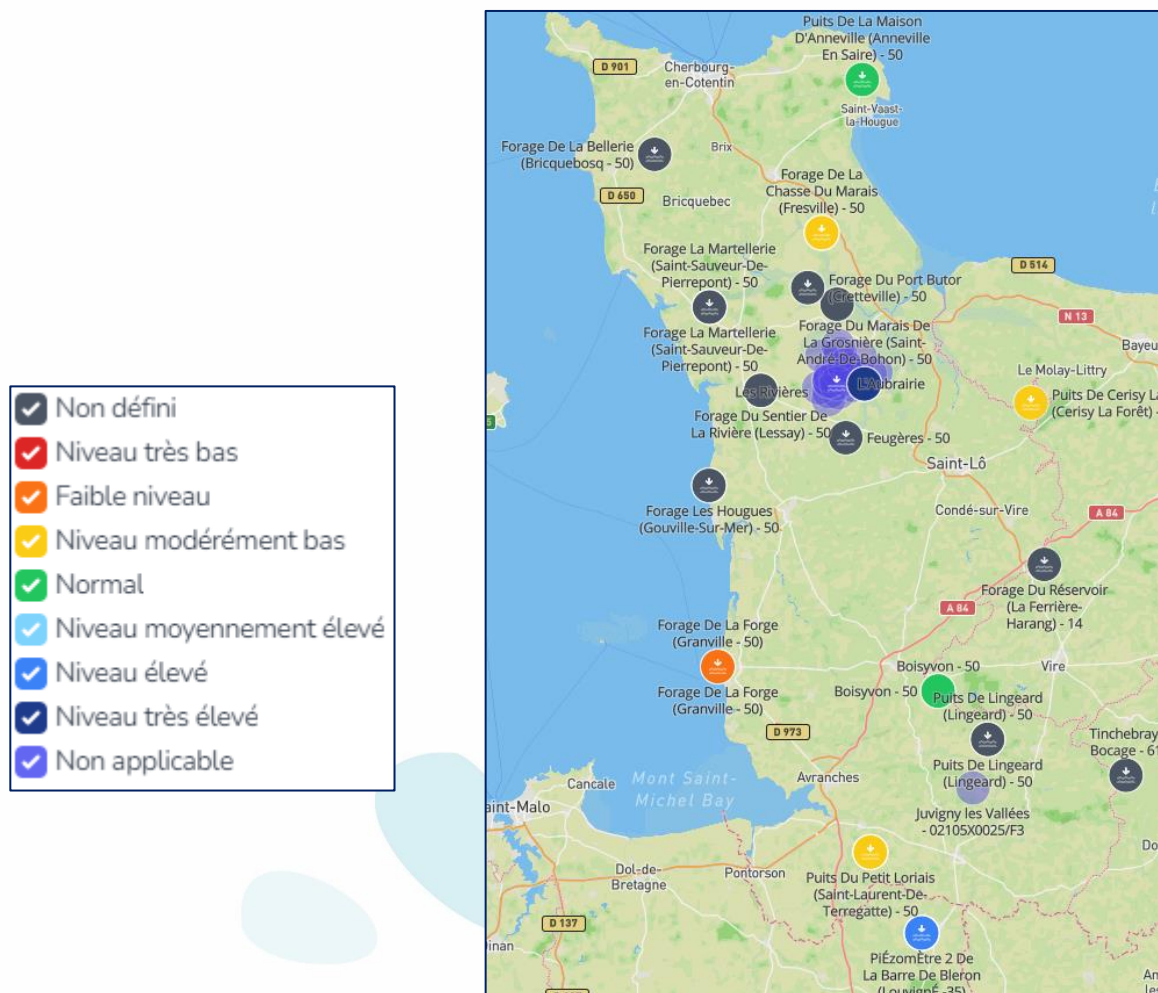 Non défini
Niveau très bas
Faible niveau
Niveau modérément bas
Normal
Niveau moyennement élevé
Niveau élevé
Niveau très élevé
Non applicable
Puits De La Maison
D'Anneville (Anneville
En Saire) - 50
D 901
Cherbourg-
en-Cotentin
Saint-Vaast-
la-Hougue
Forage De La Bellerie
(Bricquebosq - 50)
Brix
Forage De La
Chasse Du Marais
(Fresville) - 50
D 650
Bricquebec
Forage La Martellerie
(Saint-Sauveur-De-
Pierrepont) - 50
D 514
Forage Du Port Butor
(Cretteville) - 50
N 13
Forage La Martellerie
(Saint-Sauveur-De-
Pierrepont) - 50
Forage Du Marais De
La Grosnière (Saint-
André-De-Bohon) - 50
Bayeu
Le Molay-Littry
Les Rivières
L'Aubrairie
Puits De Cerisy La
(Cerisy La Forêt) -
Forage Du Sentier De
La Rivière (Lessay) - 50
Feugères - 50
Saint-Lô
Forage Les Hougues
(Gouville-Sur-Mer) - 50
Condé-sur-Vire
A 84
Forage Du Réservoir
(La Ferrière-
Harang) - 14
A 84
Forage De La Forge
(Granville - 50)
Boisyvon - 50
Vire
Forage De La Forge
(Granville - 50)
Boisyvon - 50
Puits De Lingeard
(Lingeard) - 50
D 973
Tinchebray
Bocage - 61
Puits De Lingeard
(Lingeard) - 50
Mont Saint-
Michel Bay
Avranches
Cancale
aint-Malo
Juvigny les Vallées
- 02105X0025/F3
Do
Dol-de-
Bretagne
Pontorson
Puits Du Petit Loriais
(Saint-Laurent-De-
Terregatte) - 50
D 137
inan
PiÉzomÈtre 2 De
La Barre De Bleron
(LouvignÉ -35)
An
les